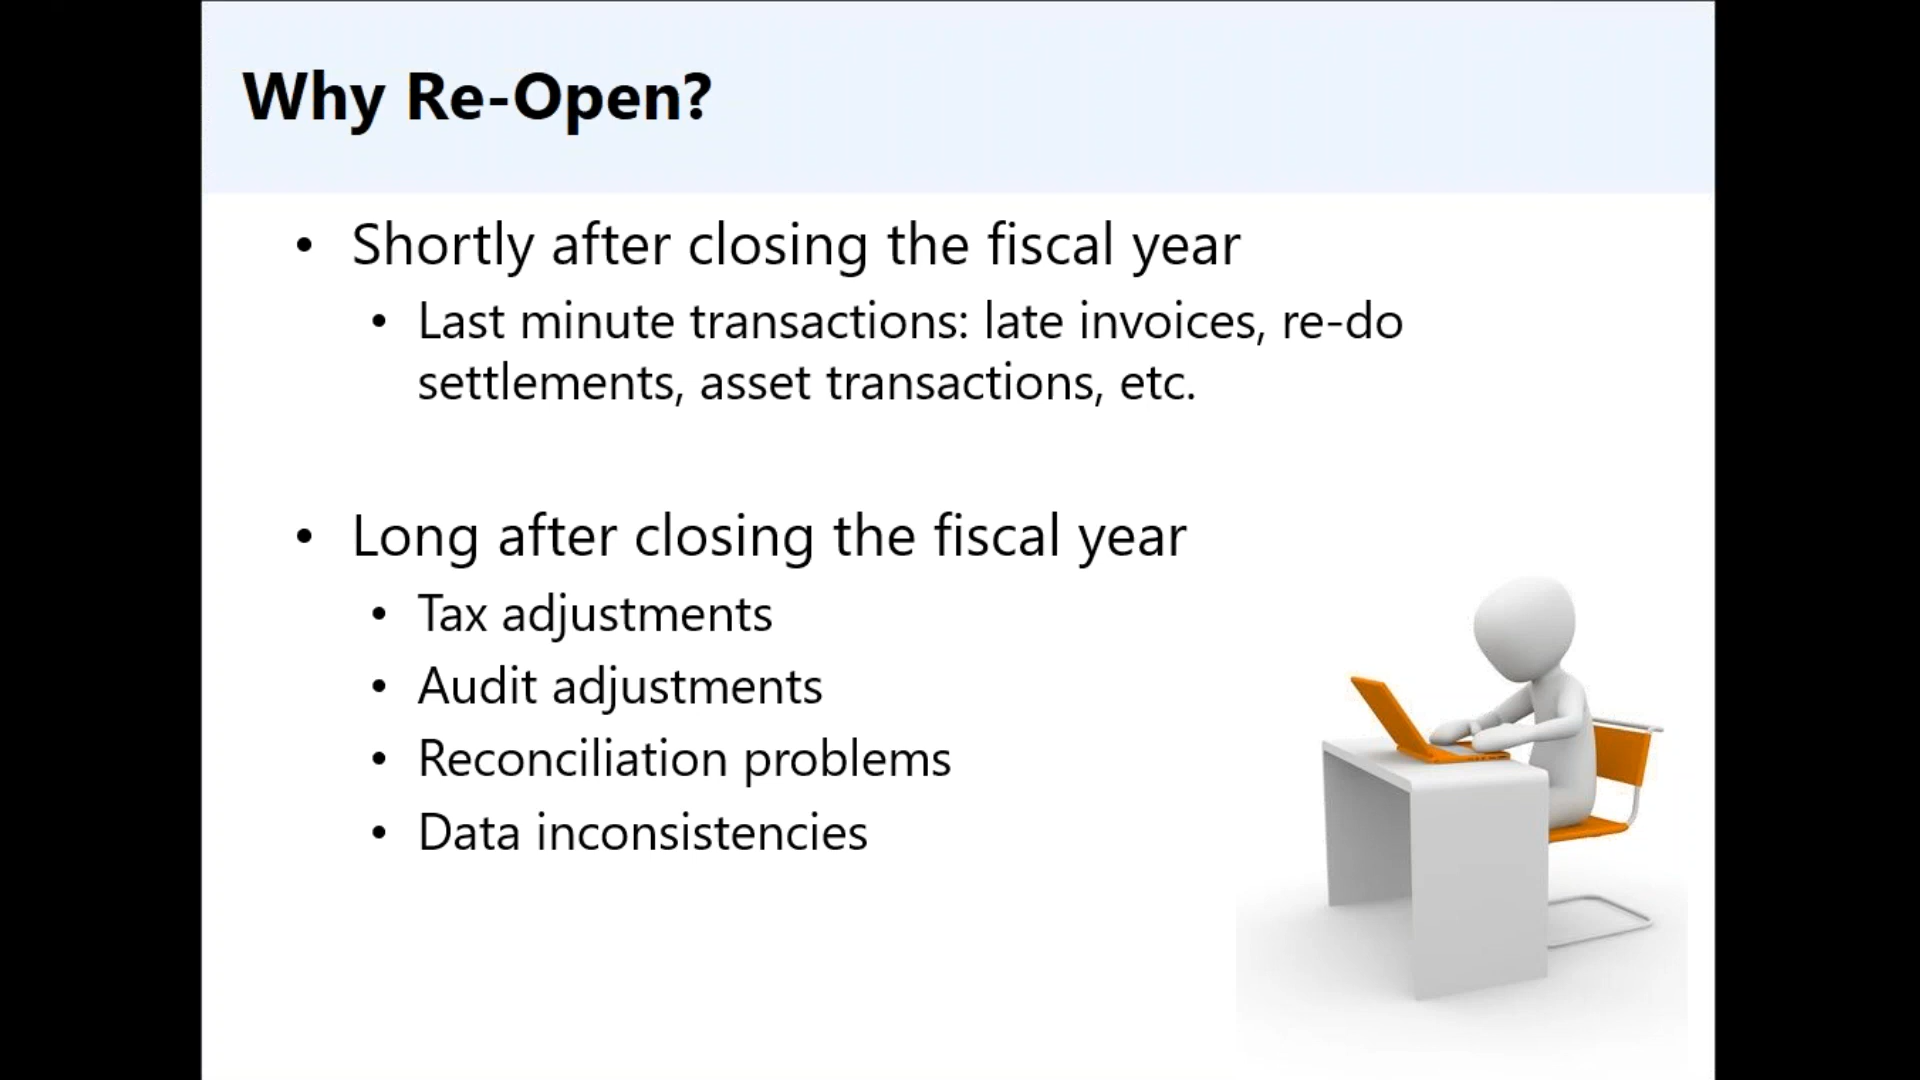 Why Re-Open?
• Shortly after closing the fiscal year
• Last minute transactions: late invoices, re-do
settlements, asset transactions, etc.
• Long after closing the fiscal year
• Tax adjustments
• Audit adjustments
• Reconciliation problems
• Data inconsistencies